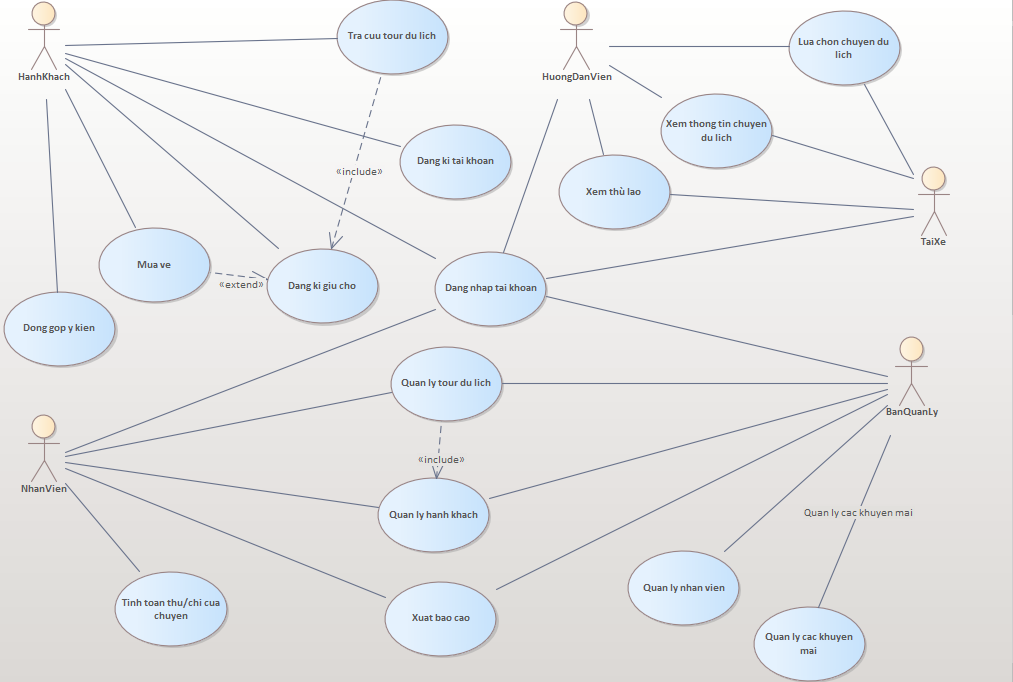 Tra cuu tour du lich
HanhKhach
HuongDanVien
Lua chon chuyen du
lich
Xem thong tin chuyen
du lich
Dang ki tai khoan
«include»
Xem thù lao
TaiXe
Mua ve
«extend»
Dang ki giu cho
Dang nhap tai khoan
Dong gop y kien
Quan ly tour du lich
BanQuanLy
«include»
NhanVien
Quan ly hanh khach
Quan ly cac khuyen mai
Quan ly nhan vien
Tinh toan thu/chi cua
chuyen
Xuat bao cao
Quan ly cac khuyen
mai